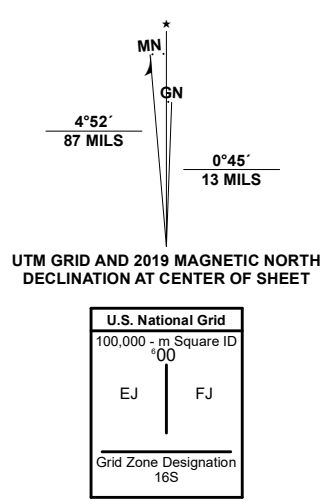 ★
MN
GN
4°52´
87 MILS
0°45´
13 MILS
UTM GRID AND 2019 MAGNETIC NORTH
DECLINATION AT CENTER OF SHEET
U.S. National Grid
100,000 - m Square ID
⁶00
EJ FJ
Grid Zone Designation
16S